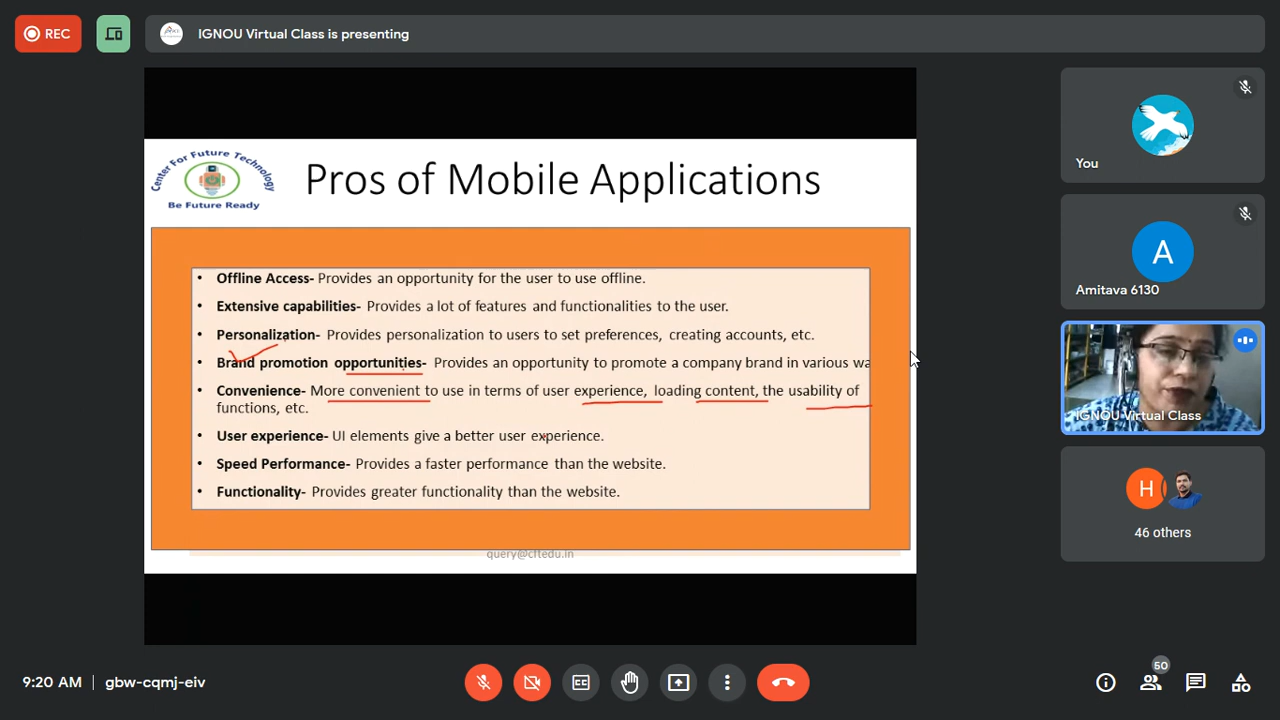 REC
IGNOU Virtual Class is presenting
Center For Future Technology
Be Future Ready
Pros of Mobile Applications
• Offline Access- Provides an opportunity for the user to use offline.
• Extensive capabilities- Provides a lot of features and functionalities to the user.
• Personalization- Provides personalization to users to set preferences, creating accounts, etc.
• Brand promotion opportunities- Provides an opportunity to promote a company brand in various wa
• Convenience- More convenient to use in terms of user experience, loading content, the usability of
functions, etc.
• User experience- UI elements give a better user experience.
• Speed Performance- Provides a faster performance than the website.
• Functionality- Provides greater functionality than the website.
query@cftedu.in
You
A
Amitava 6130
IGNOU Virtual Class
H
46 others
9:20 AM | gbw-cqmj-eiv
CC
50